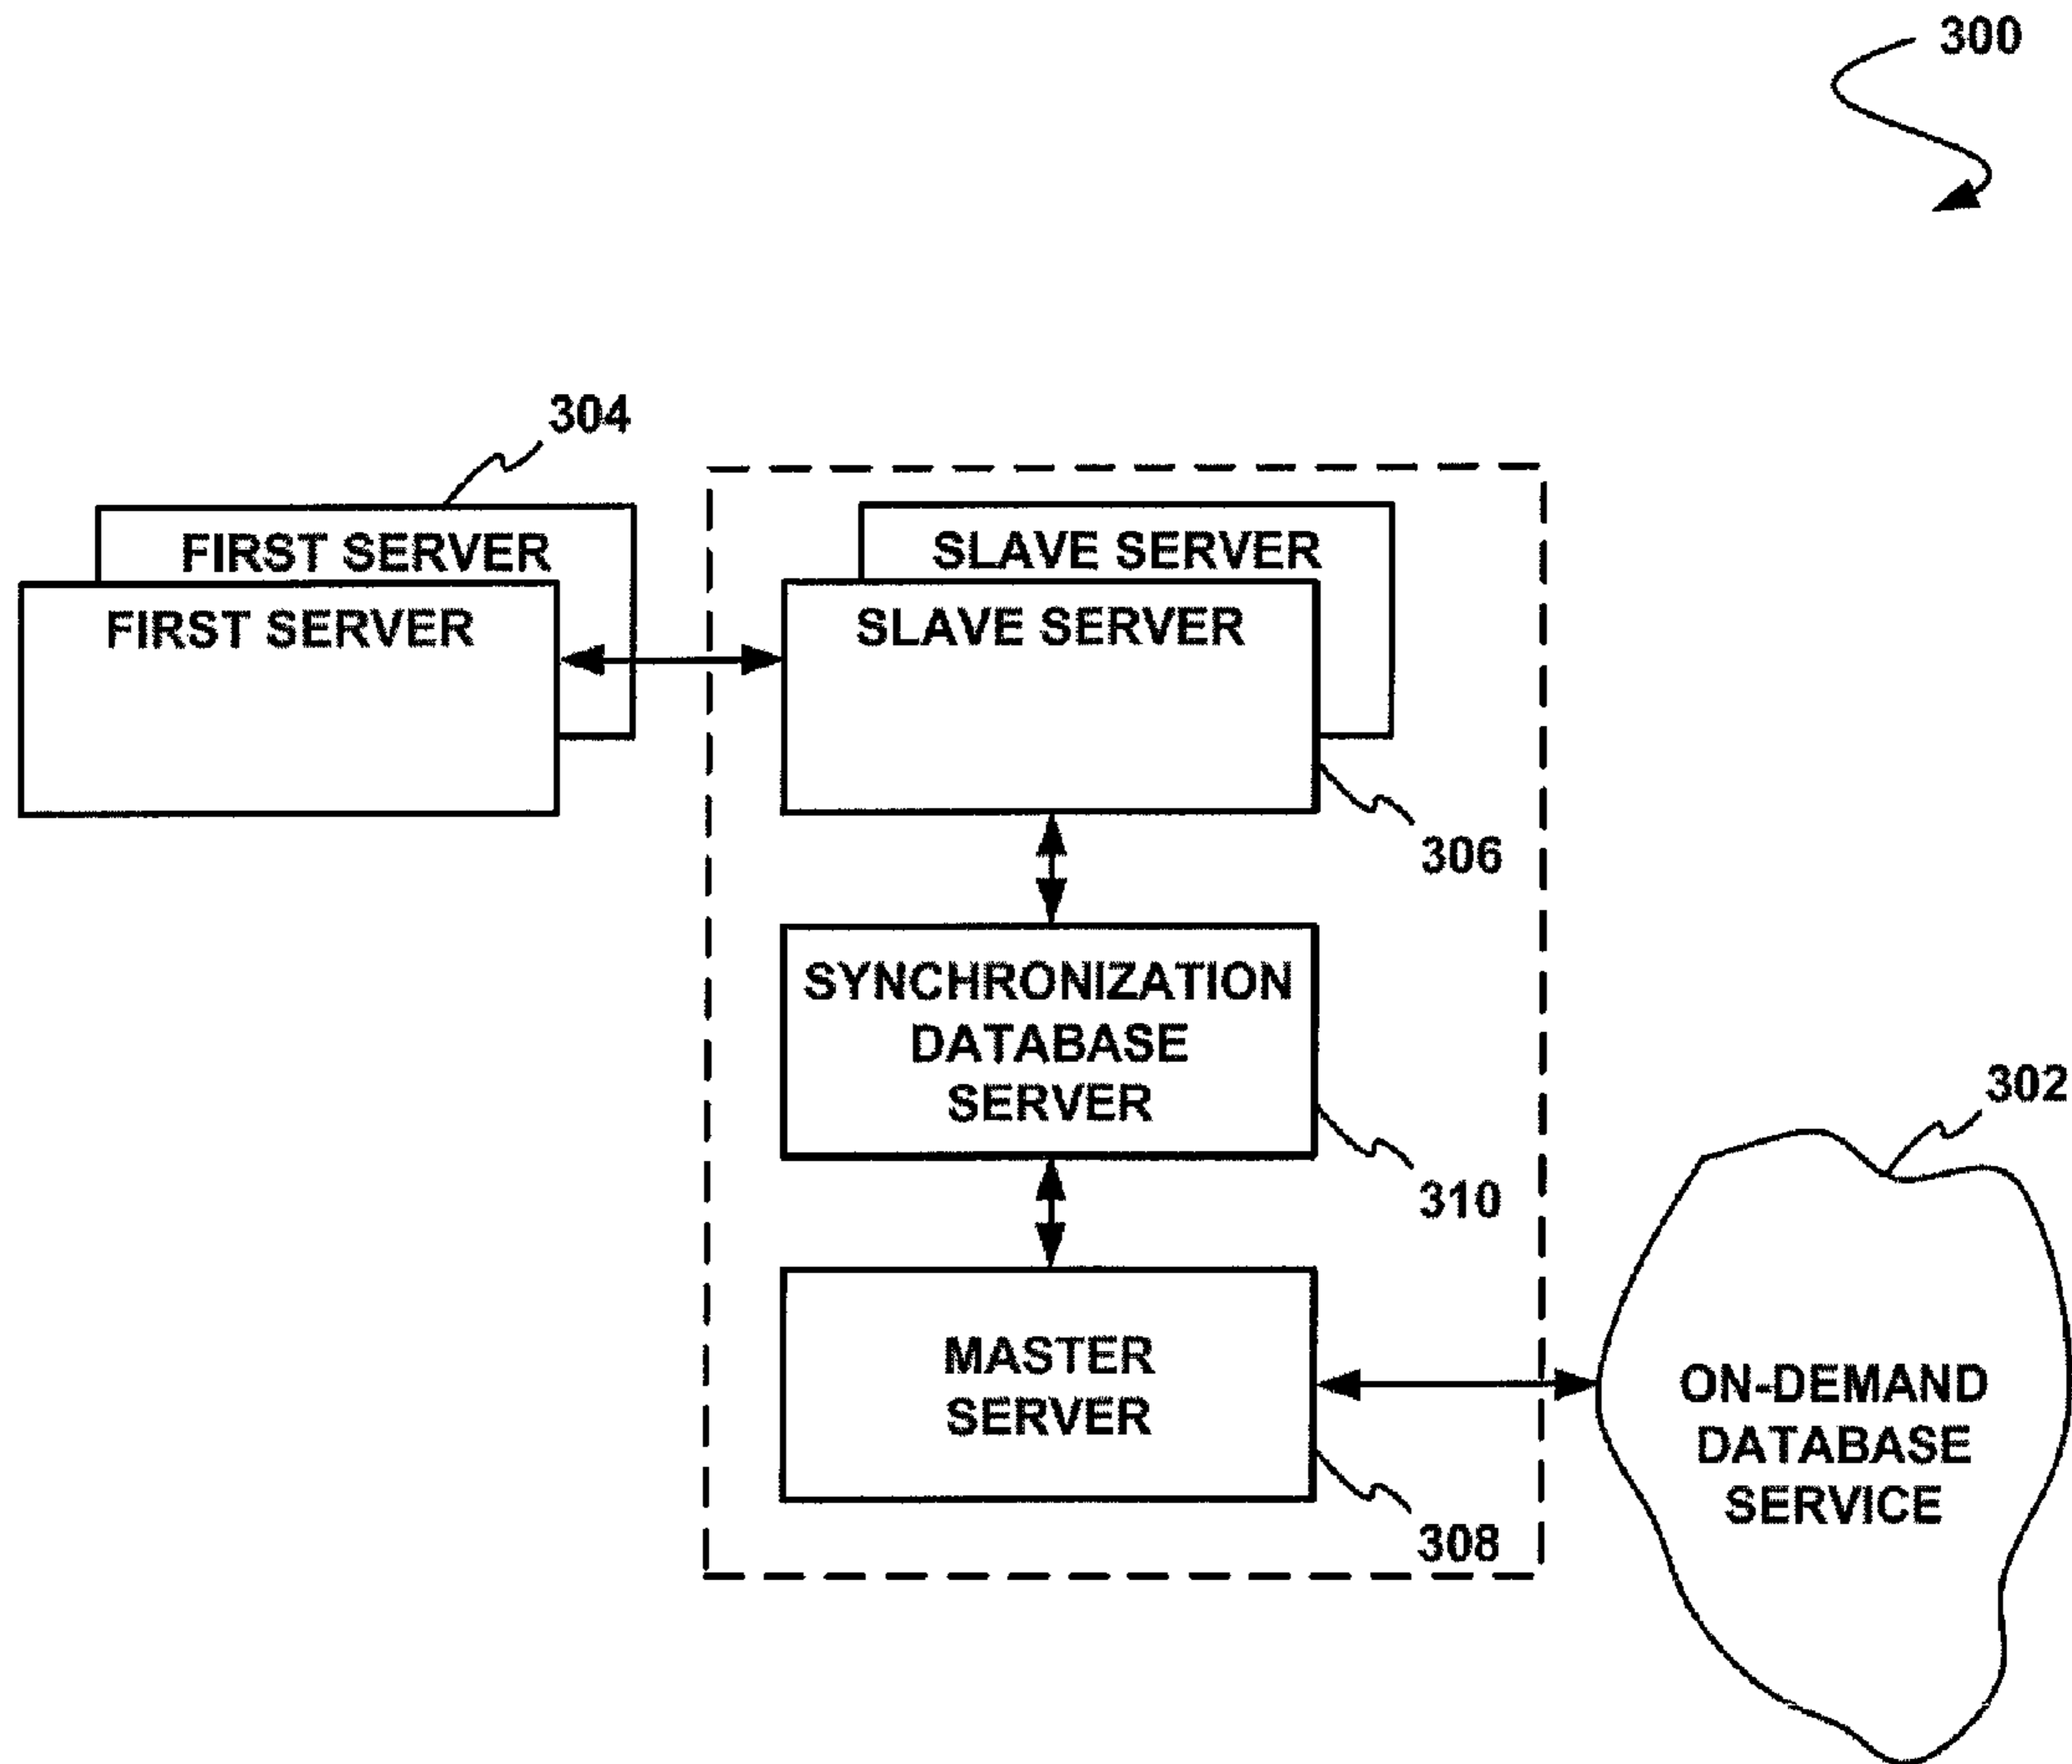 300
304
FIRST SERVER
FIRST SERVER
SLAVE SERVER
SLAVE SERVER
306
SYNCHRONIZATION
DATABASE
SERVER
310
302
MASTER
SERVER
308
ON-DEMAND
DATABASE
SERVICE